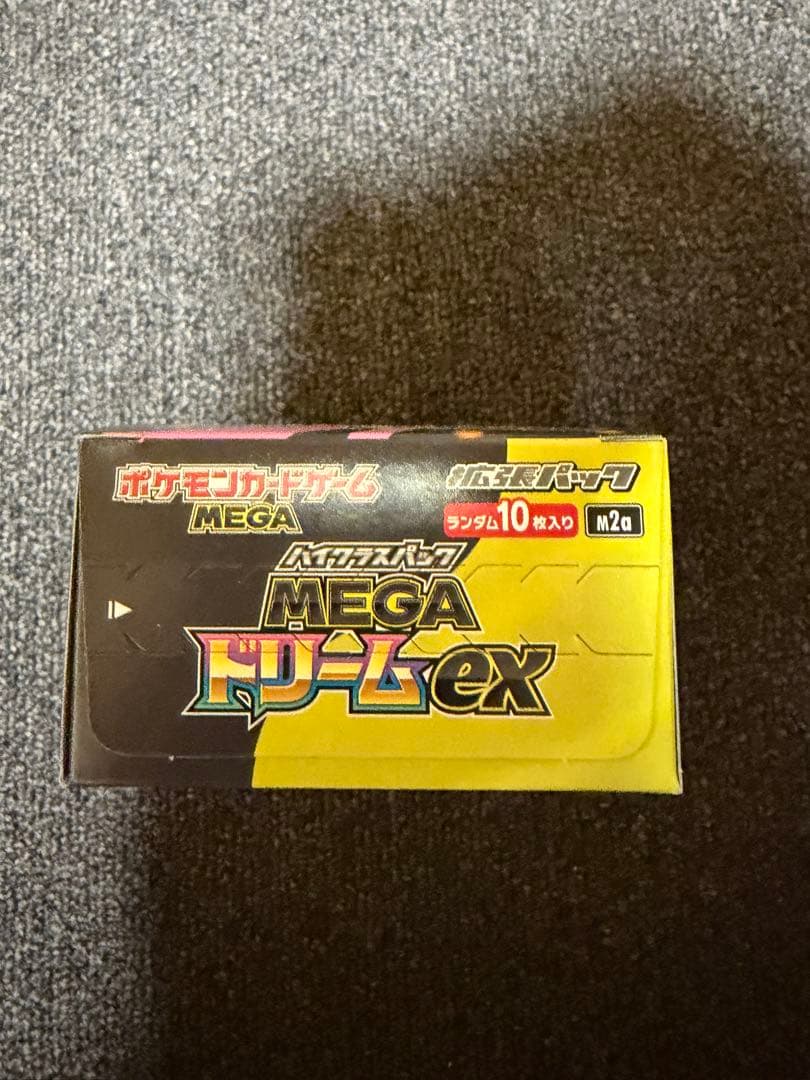 ポケモンカードゲーム
MEGA
拡張パック
ランダム10枚入り
M2a
ハイクラスパック
MEGA
ドリームex